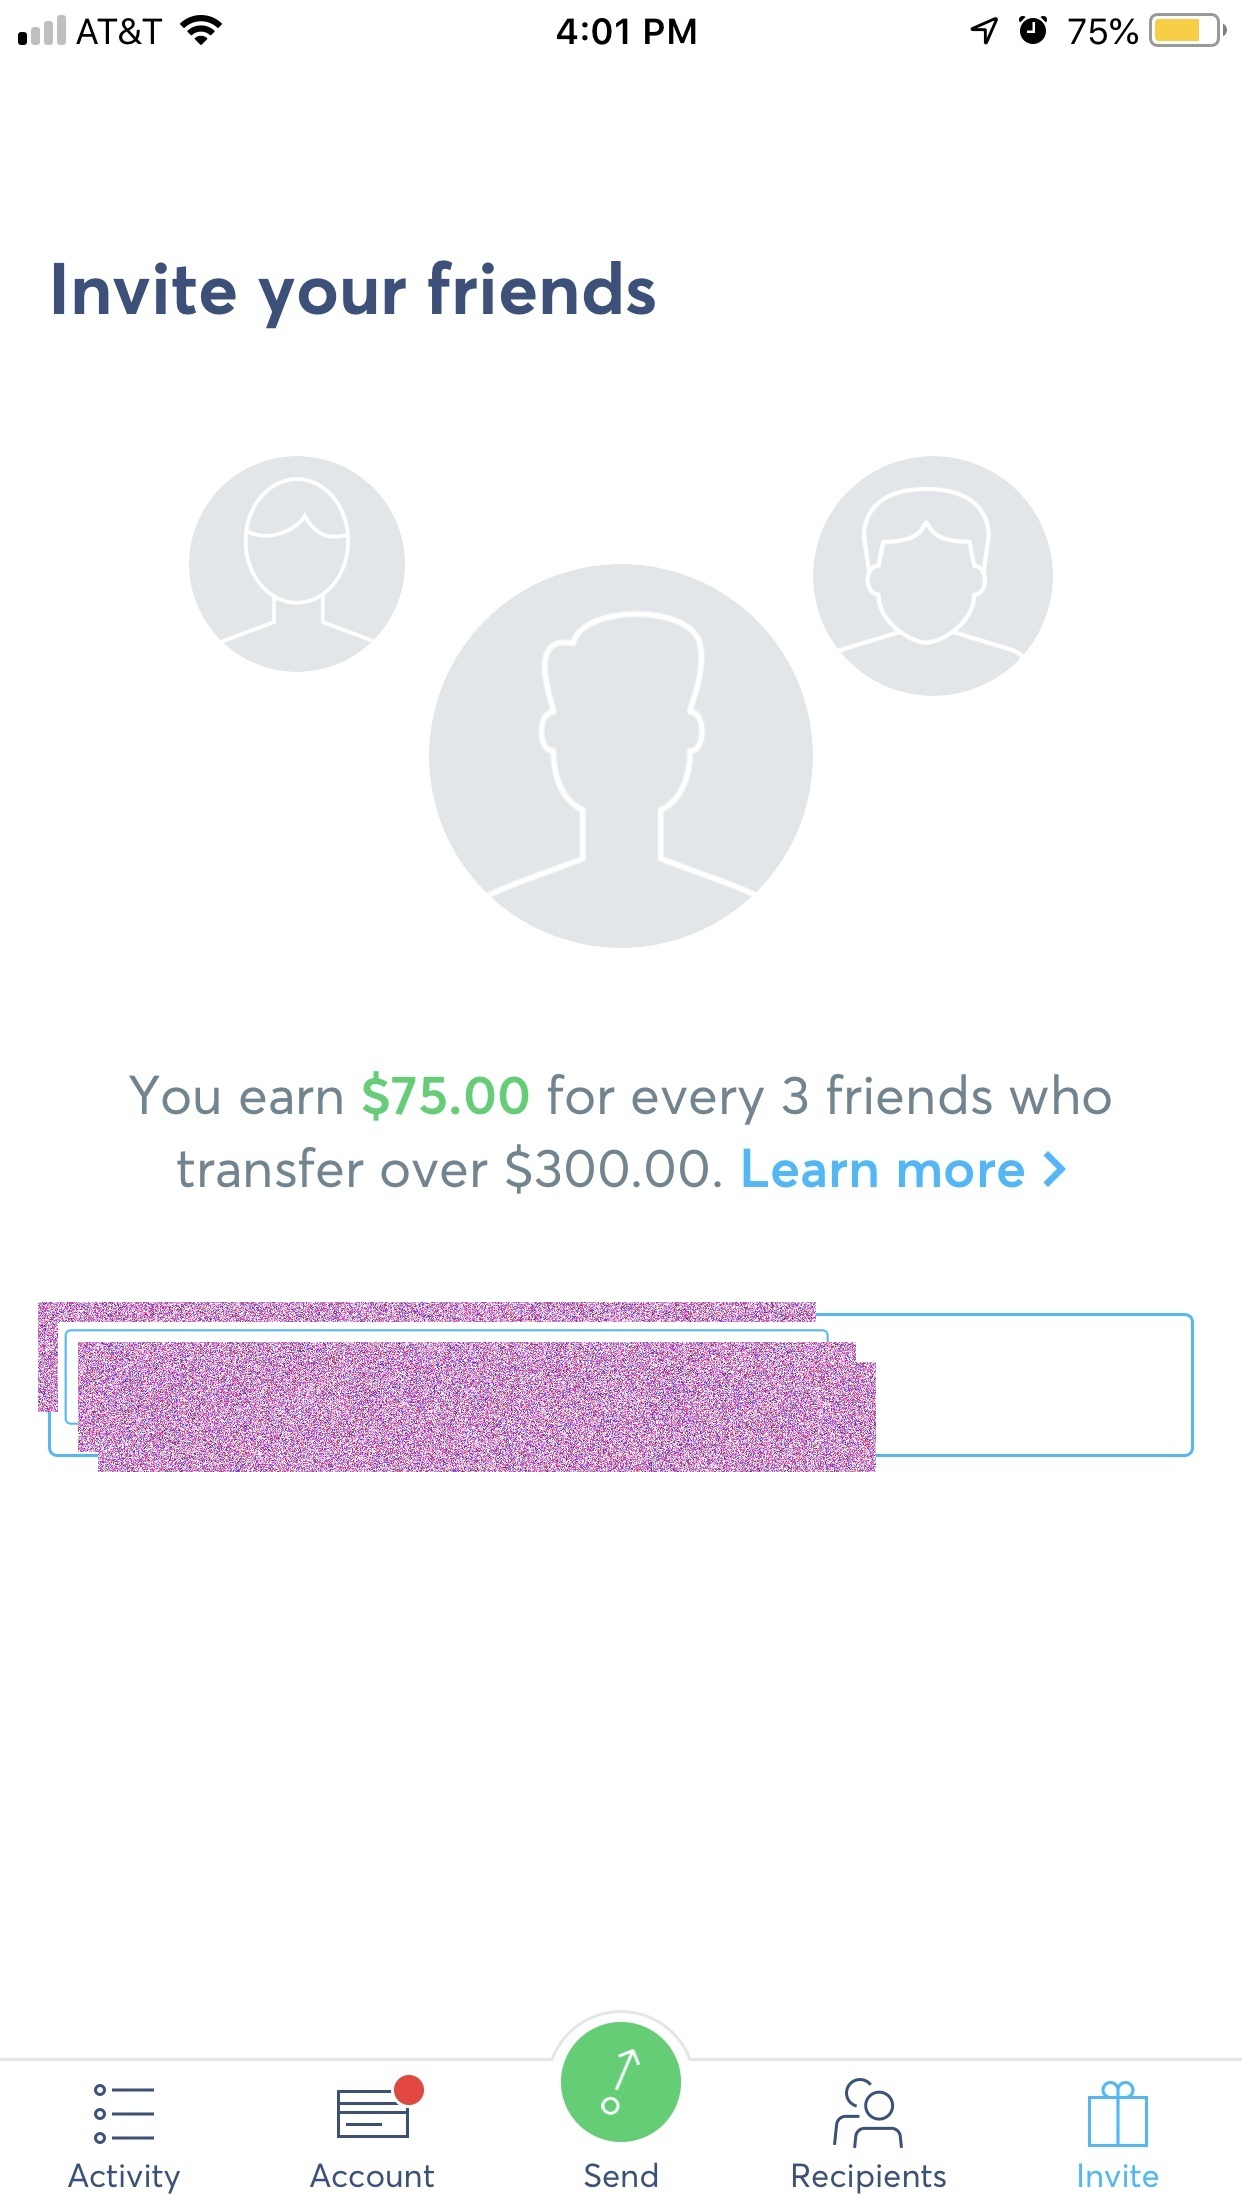 AT&T 4:01 PM 75%
Invite your friends
You earn $75.00 for every 3 friends who
transfer over $300.00. Learn more >
Activity Account Send Recipients Invite